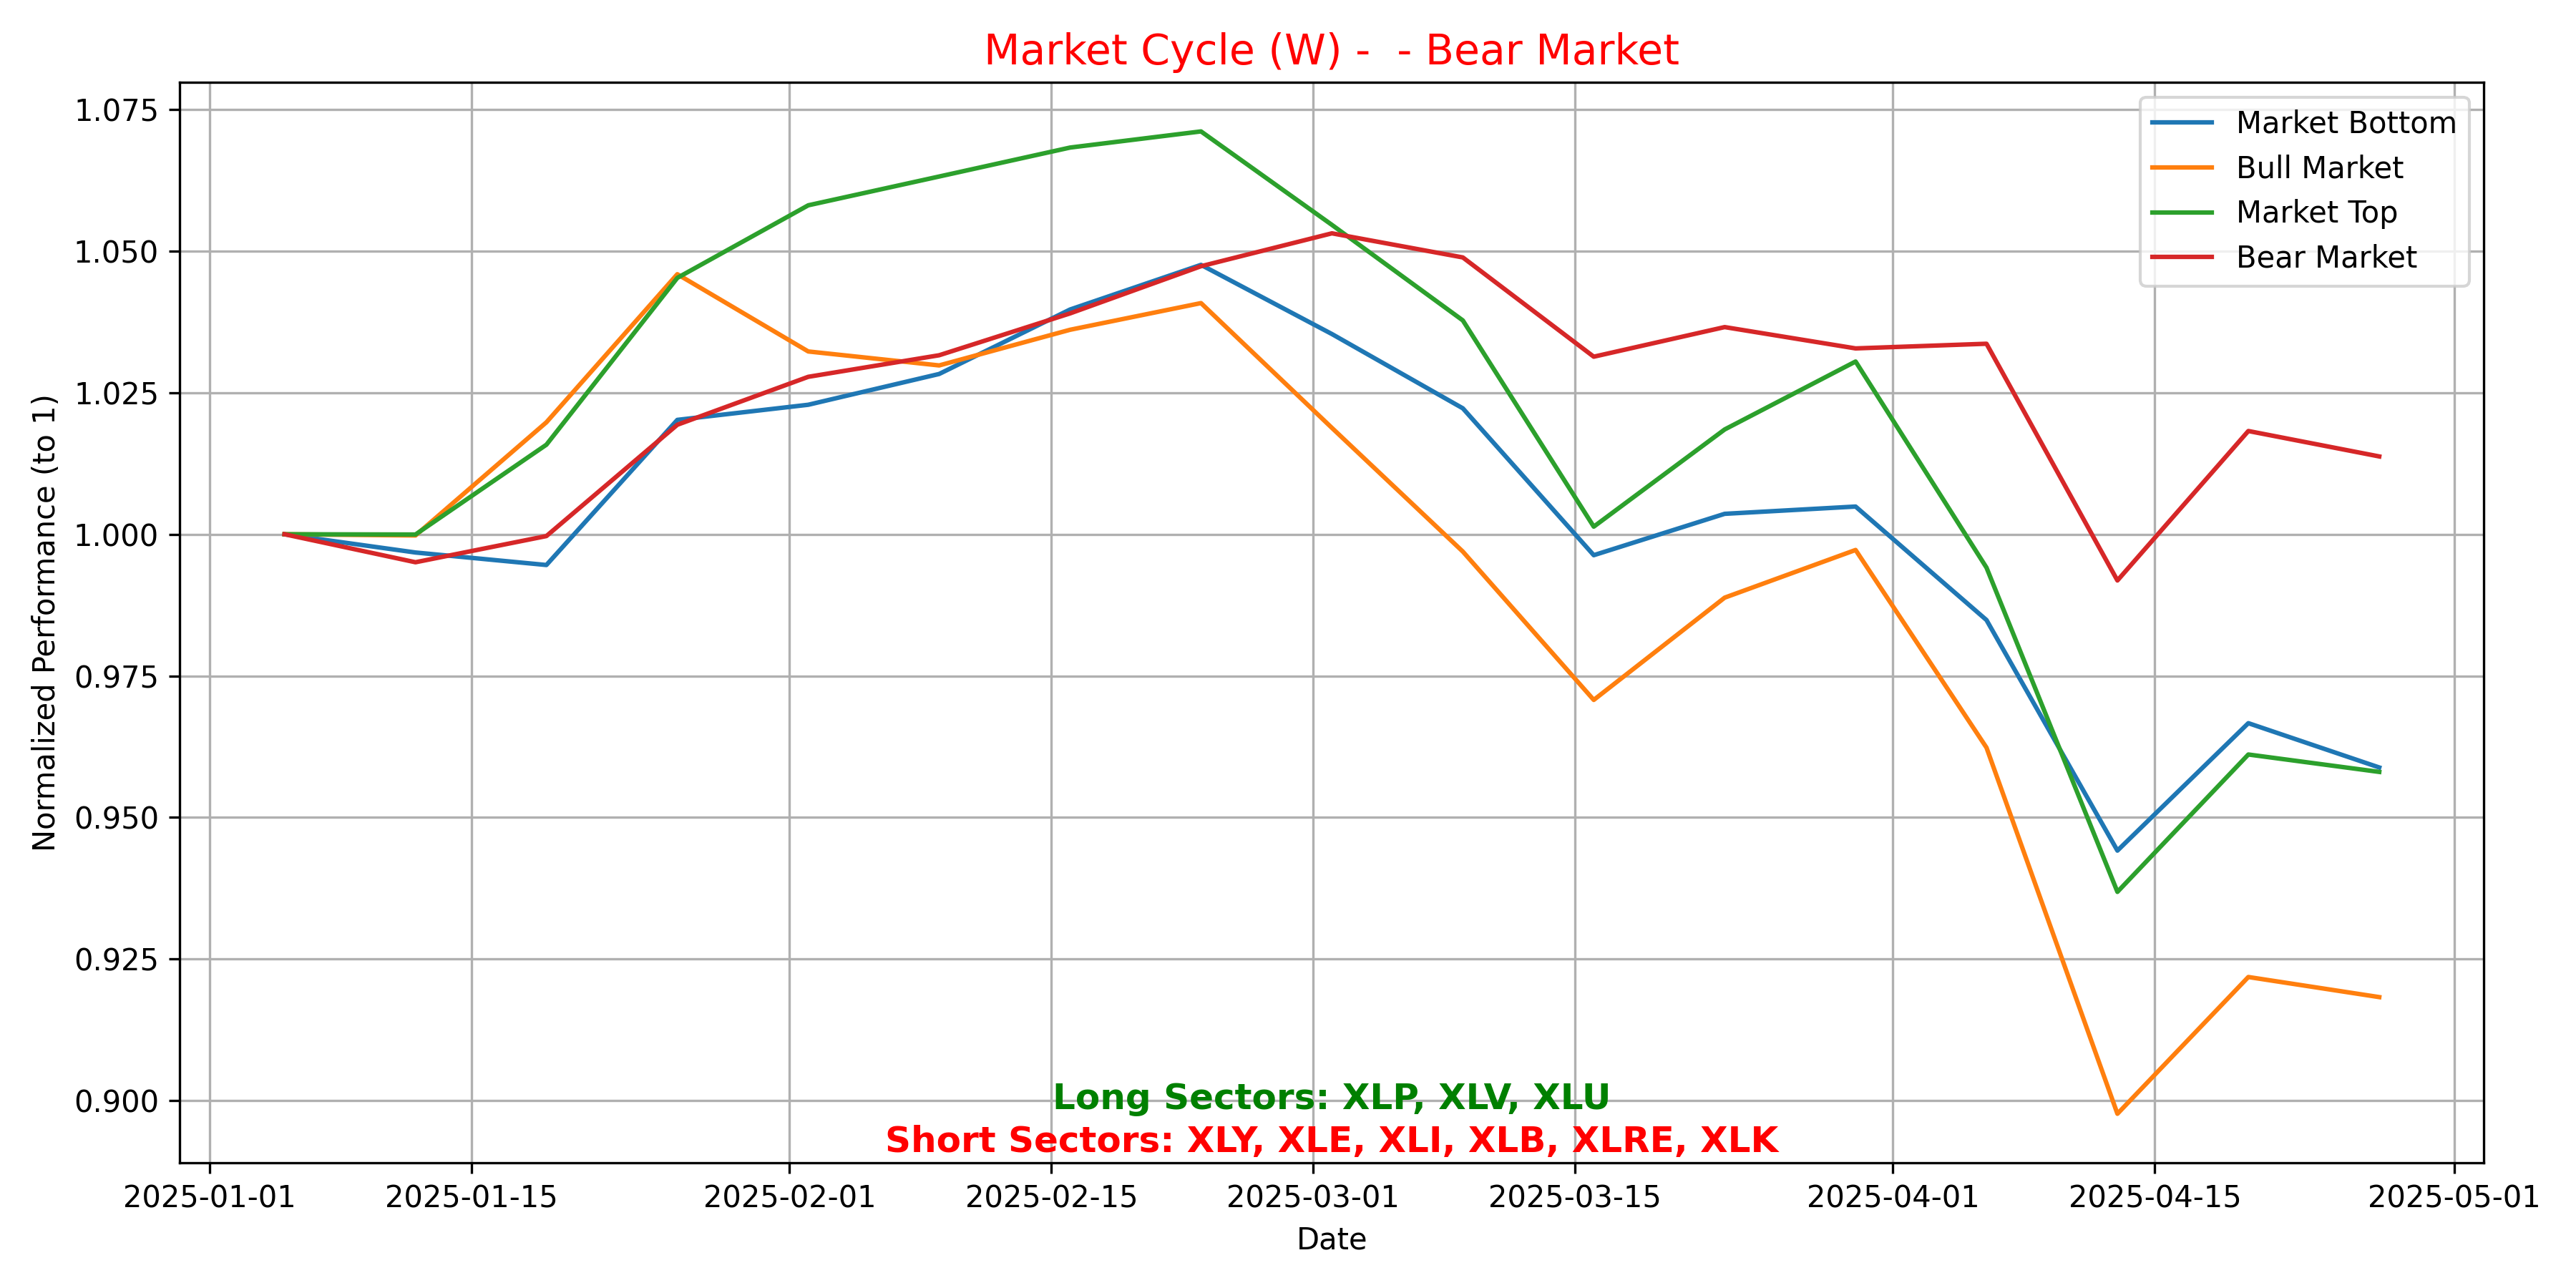 Market Cycle (W) -  - Bear Market
Normalized Performance (to 1)
1.075
1.050
1.025
1.000
0.975
0.950
0.925
0.900
Market Bottom
Bull Market
Market Top
Bear Market
Long Sectors: XLP, XLV, XLU
Short Sectors: XLY, XLE, XLI, XLB, XLRE, XLK
2025-01-01 2025-01-15 2025-02-01 2025-02-15 2025-03-01 2025-03-15 2025-04-01 2025-04-15 2025-05-01
Date